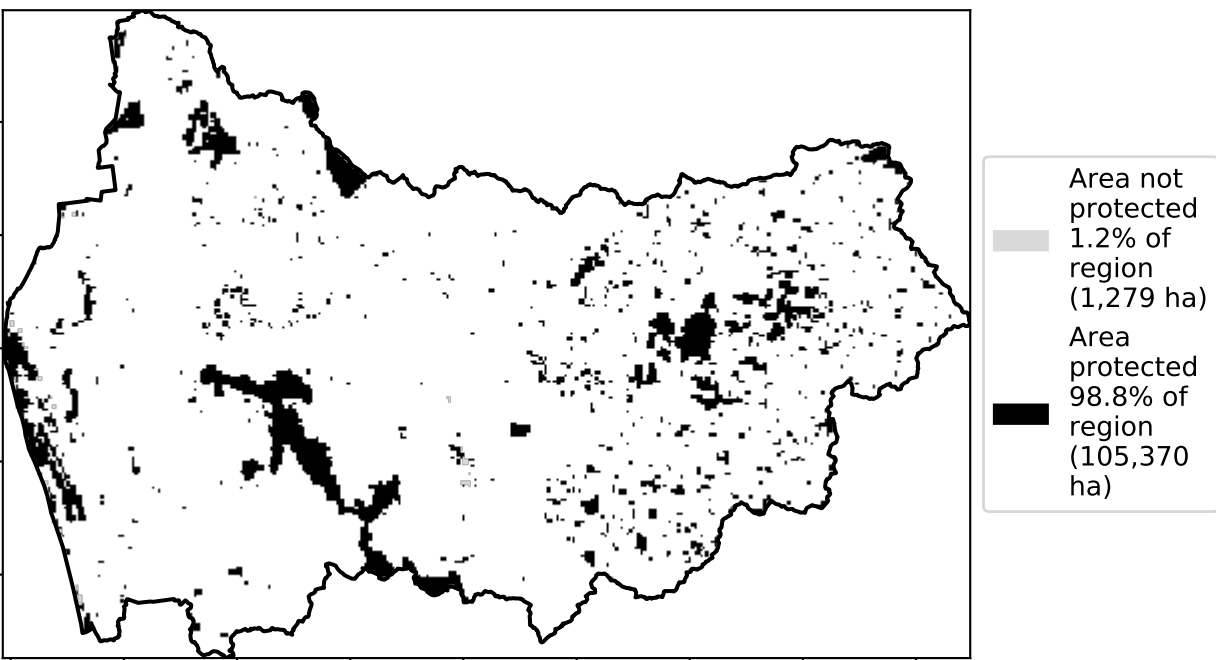 Area not
protected
1.2% of
region
(1,279 ha)
Area
protected
98.8% of
region
(105,370
ha)